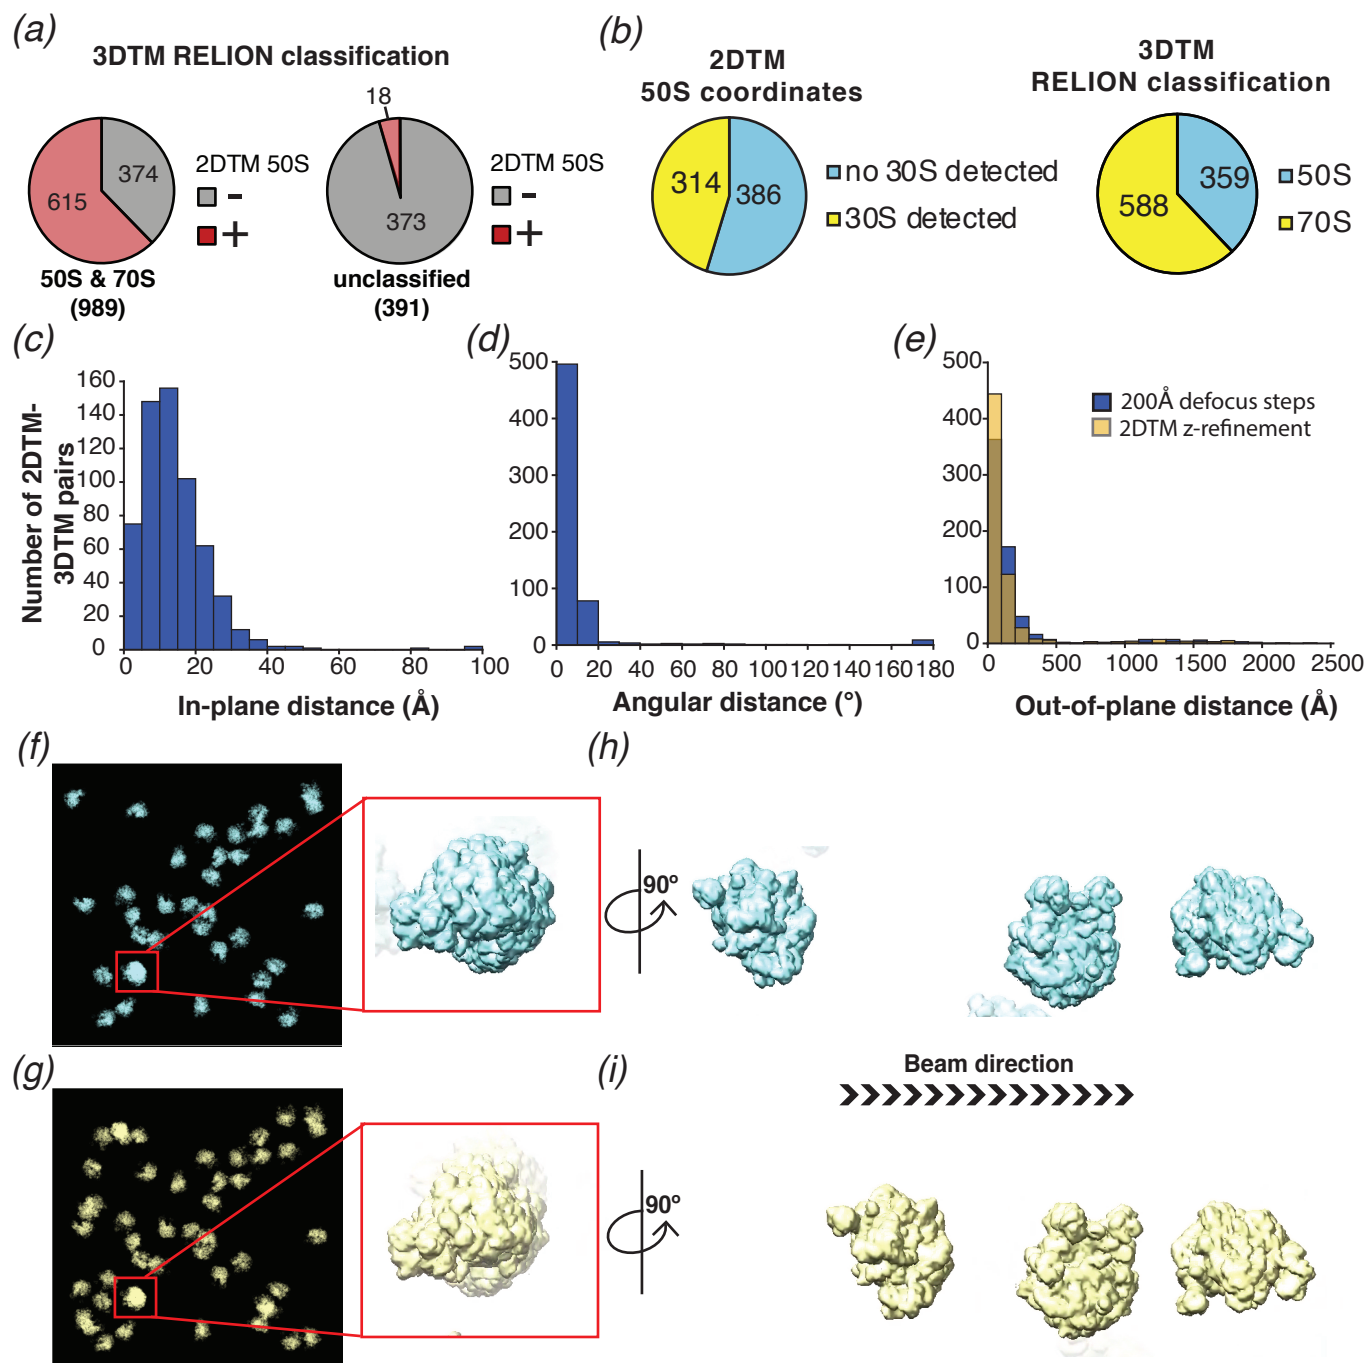 (a)
3DTM RELION classification
18
374
615
2DTM 50S
-
+
50S & 70S
(989)
373
2DTM 50S
-
+
unclassified
(391)
(b)
2DTM
50S coordinates
314
386
no 30S detected
30S detected
3DTM
RELION classification
359
588
50S
70S
(c)
Number of 2DTM-
3DTM pairs
160
140
120
100
80
60
40
20
0
0 20 40 60 80 100
In-plane distance (Å)
(d)
500
400
300
200
100
0
0 20 40 60 80 100 120 140 160 180
Angular distance (°)
(e)
500
400
300
200
100
0
200Å defocus steps
2DTM z-refinement
0 500 1000 1500 2000 2500
Out-of-plane distance (Å)
(f)
(h)
90º
(g)
(i)
Beam direction
90º